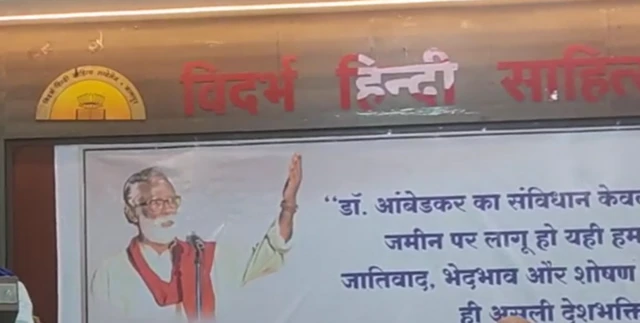 विदर्भ हिन्दी साहित
“डॉ. आंबेडकर का संविधान केवल
जमीन पर लागू हो यही हम
जातिवाद, भेदभाव और शोषण
ही असली देशभक्ति